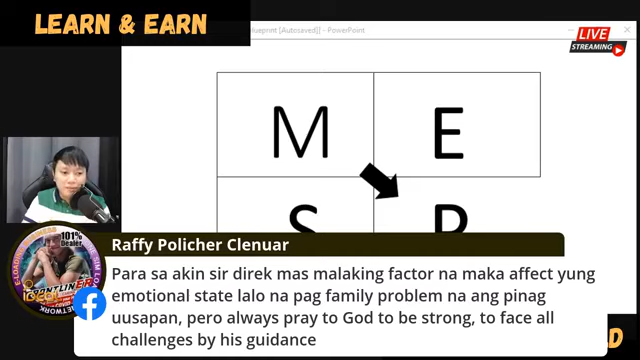 LEARN & EARN
lueprint [Autosaved]] - PowerPoint
LIVE
STREAMING
M E
S P
101%
Dealer
Raffy Policher Clenuar
Para sa akin sir direk mas malaking factor na maka affect yung
emotional state lalo na pag family problem na ang pinag
uusapan, pero always pray to God to be strong, to face all
challenges by his guidance